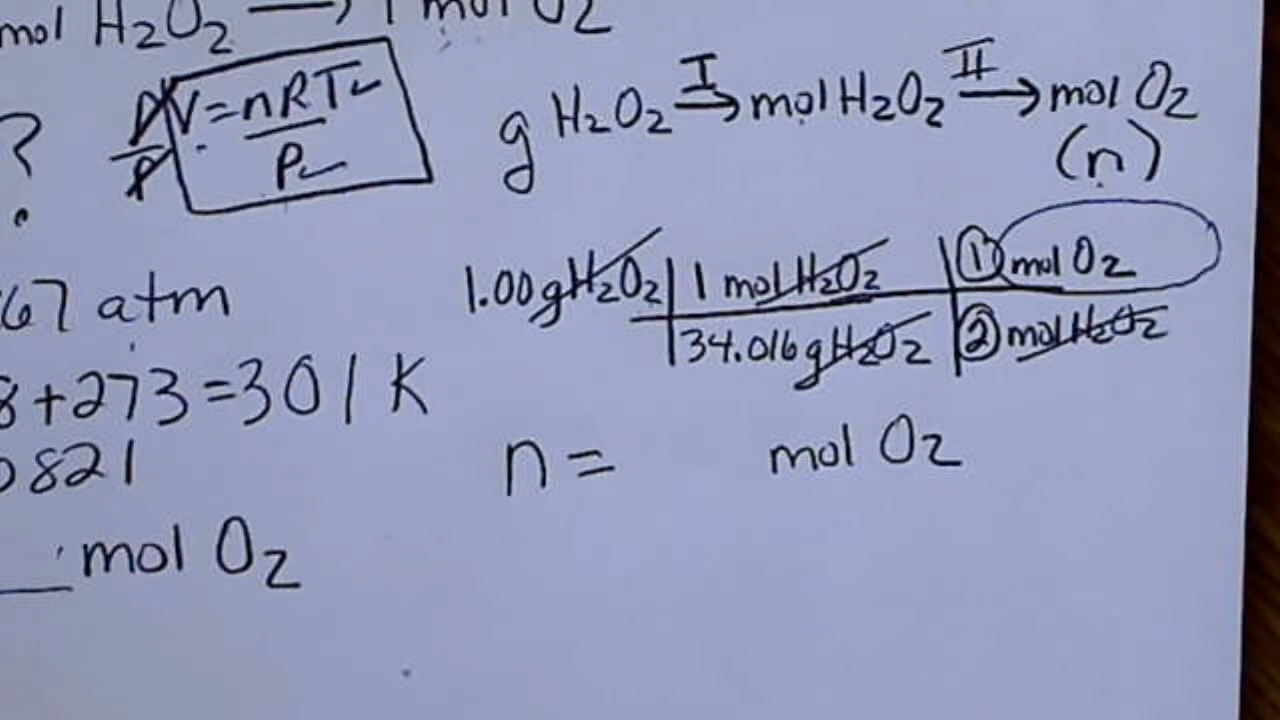 mol H₂O₂ → 1 mol O₂
? PV/P = nRT/P
g H₂O₂ I→ mol H₂O₂ II→ mol O₂
(n)
67 atm
8+273=301 K
0821
mol O₂
1.00 g H₂O₂ | 1 mol H₂O₂ | 1 mol O₂
34.016 g H₂O₂ | 2 mol H₂O₂
n = mol O₂